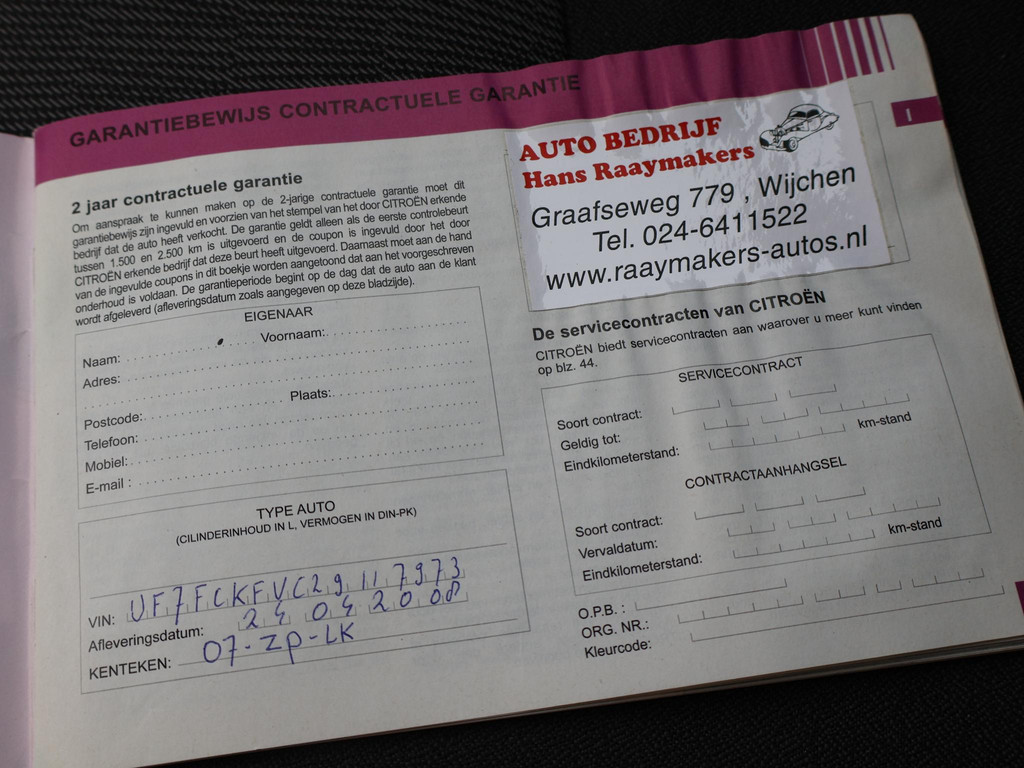 GARANTIEBEWIJS CONTRACTUELE GARANTIE
I
2 jaar contractuele garantie
Om aanspraak te kunnen maken op de 2-jarige contractuele garantie moet dit
garantiebewijs zijn ingevuld en voorzien van het stempel van het door CITROËN erkende
bedrijf dat de auto heeft verkocht. De garantie geldt alleen als de eerste controlebeurt
tussen 1.500 en 2.500 km is uitgevoerd en de coupon is ingevuld door het door
CITROËN erkende bedrijf dat deze beurt heeft uitgevoerd. Daarnaast moet aan de hand
van de ingevulde coupons in dit boekje worden aangetoond dat aan het voorgeschreven
onderhoud is voldaan. De garantieperiode begint op de dag dat de auto aan de klant
wordt afgeleverd (afleveringsdatum zoals aangegeven op deze bladzijde).
EIGENAAR
Naam: Voornaam:
Adres:
Postcode: Plaats:
Telefoon:
Mobiel:
E-mail :
TYPE AUTO
(CILINDERINHOUD IN L, VERMOGEN IN DIN-PK)
VIN: VF7FCKFVC29117973
Afleveringsdatum: 24 04 2008
KENTEKEN: 07-ZP-LK
AUTO BEDRIJF
Hans Raaymakers
Graafseweg 779 , Wijchen
Tel. 024-6411522
www.raaymakers-autos.nl
De servicecontracten van CITROËN
CITROËN biedt servicecontracten aan waarover u meer kunt vinden
op blz. 44.
SERVICECONTRACT
Soort contract:
Geldig tot:
Eindkilometerstand: km-stand
CONTRACTAANHANGSEL
Soort contract:
Vervaldatum:
Eindkilometerstand: km-stand
O.P.B. :
ORG. NR.:
Kleurcode: